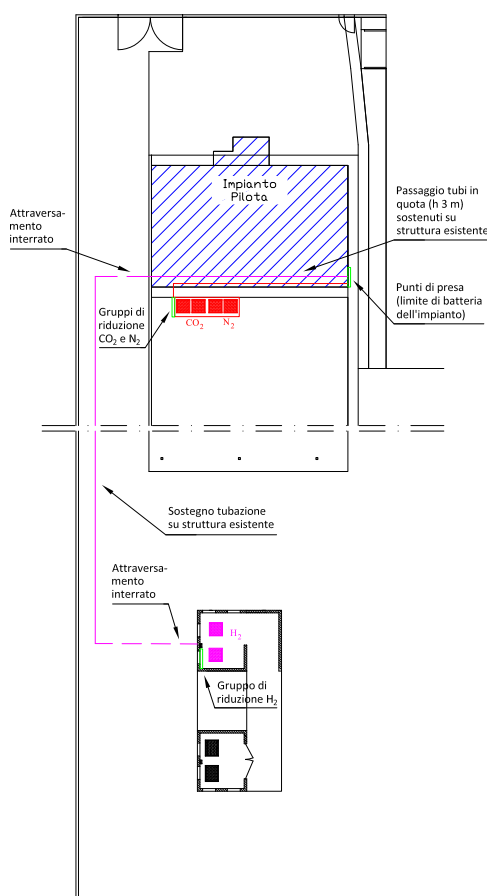 Impianto
Pilota
Passaggio tubi in
quota (h 3 m)
sostenuti su
struttura esistente
Attraversa-
mento
interrato
Punti di presa
(limite di batteria
dell'impianto)
Gruppi di
riduzione
CO₂ e N₂
CO₂
N₂
Sostegno tubazione
su struttura esistente
Attraversa-
mento
interrato
H₂
Gruppo di
riduzione H₂